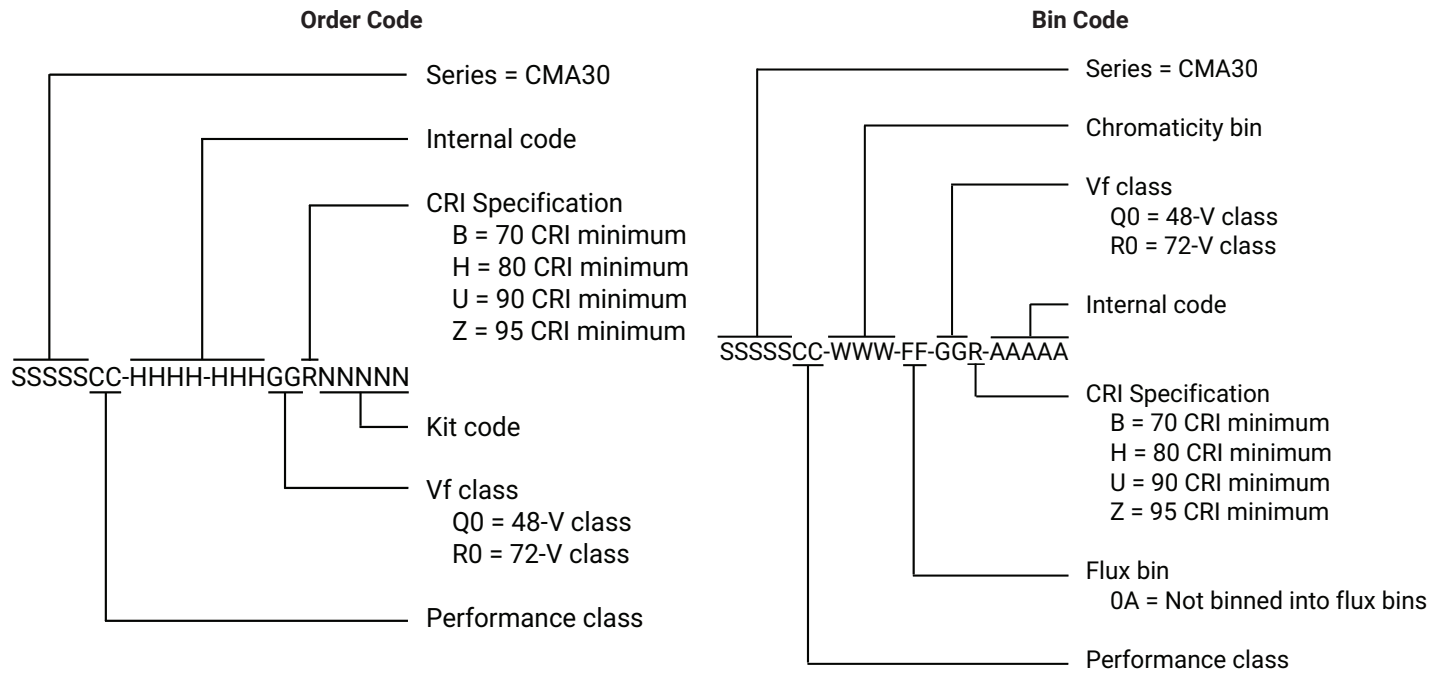 Order Code
Series = CMA30
Internal code
CRI Specification
B = 70 CRI minimum
H = 80 CRI minimum
U = 90 CRI minimum
Z = 95 CRI minimum
SSSSSCC-HHHH-HHHGGRNNNNN
Kit code
Vf class
Q0 = 48-V class
R0 = 72-V class
Performance class
Bin Code
Series = CMA30
Chromaticity bin
Vf class
Q0 = 48-V class
R0 = 72-V class
Internal code
SSSSSCC-WWW-FF-GGR-AAAAA
CRI Specification
B = 70 CRI minimum
H = 80 CRI minimum
U = 90 CRI minimum
Z = 95 CRI minimum
Flux bin
0A = Not binned into flux bins
Performance class